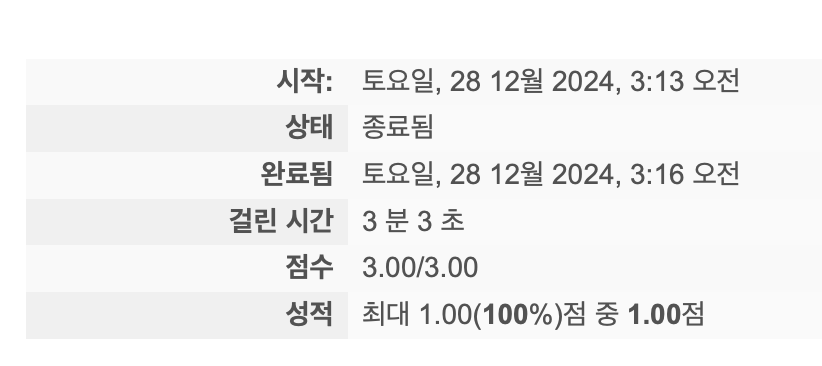 시작: 토요일, 28 12월 2024, 3:13 오전
상태 종료됨
완료됨 토요일, 28 12월 2024, 3:16 오전
걸린 시간 3 분 3 초
점수 3.00/3.00
성적 최대 1.00(100%)점 중 1.00점